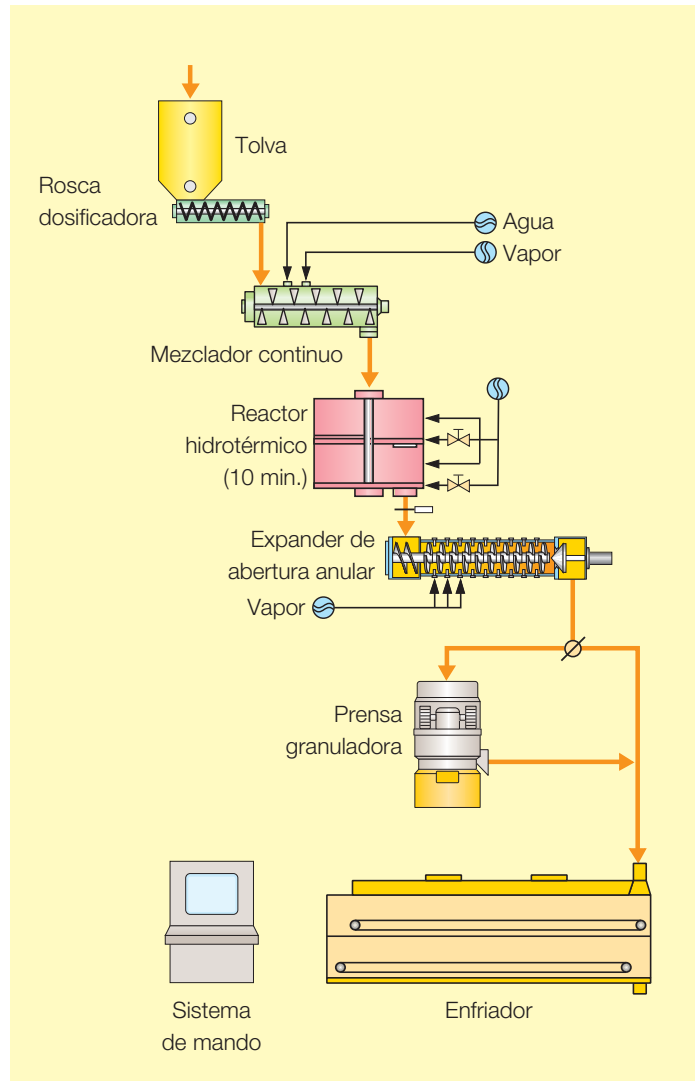 Tolva
Rosca
dosificadora
Agua
Vapor
Mezclador continuo
Reactor
hidrotérmico
(10 min.)
Expander de
abertura anular
Vapor
Prensa
granuladora
Sistema
de mando
Enfriador